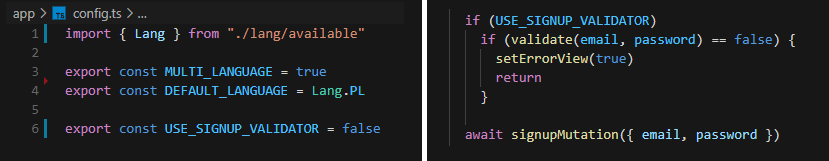 app > TS config.ts > ...
1 import { Lang } from "./lang/available"
2
3 export const MULTI_LANGUAGE = true
4 export const DEFAULT_LANGUAGE = Lang.PL
5
6 export const USE_SIGNUP_VALIDATOR = false
if (USE_SIGNUP_VALIDATOR)
if (validate(email, password) == false) {
setErrorView(true)
return
}
await signupMutation({ email, password })